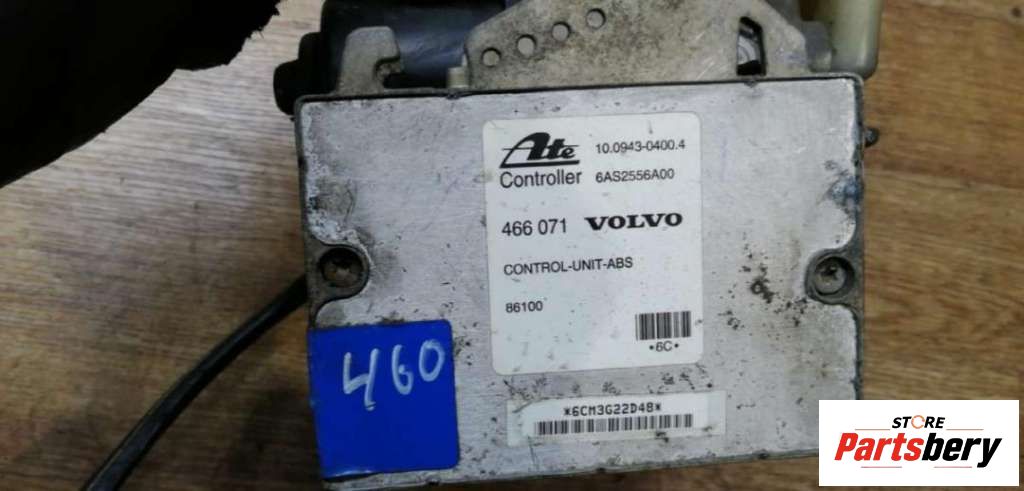 Ate 10.0943-0400.4
Controller 6AS2556A00
466 071 VOLVO
CONTROL-UNIT-ABS
86100
*6C*
*6CM3G22D48*
460
STORE
Partsbery